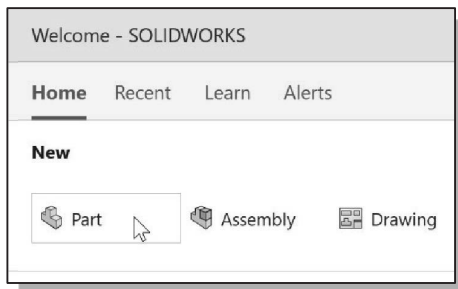 Welcome - SOLIDWORKS
Home Recent Learn Alerts
New
Part Assembly Drawing